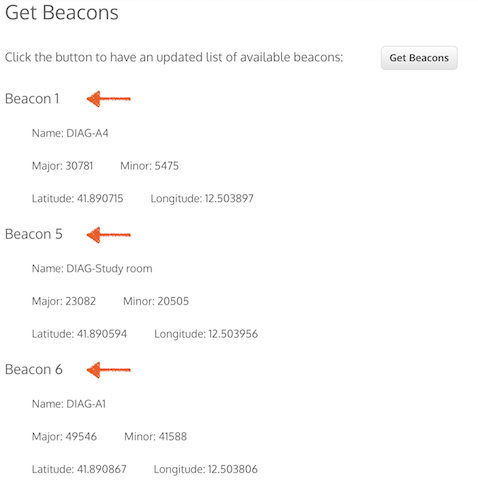 Get Beacons
Click the button to have an updated list of available beacons: Get Beacons
Beacon 1
Name: DIAG-A4
Major: 30781 Minor: 5475
Latitude: 41.890715 Longitude: 12.503897
Beacon 5
Name: DIAG-Study room
Major: 23082 Minor: 20505
Latitude: 41.890594 Longitude: 12.503956
Beacon 6
Name: DIAG-A1
Major: 49546 Minor: 41588
Latitude: 41.890867 Longitude: 12.503806